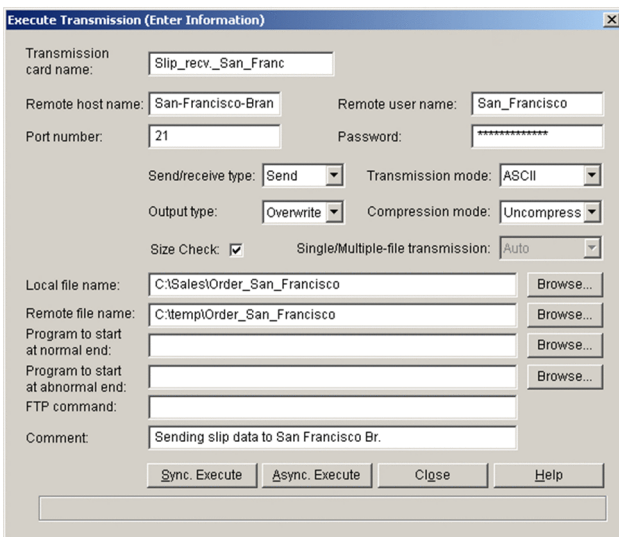 Execute Transmission (Enter Information)
Transmission
card name:
Slip_recv._San_Franc
Remote host name: San-Francisco-Bran Remote user name: San_Francisco
Port number: 21 Password: *************
Send/receive type: Send Transmission mode: ASCII
Output type: Overwrite Compression mode: Uncompress
Size Check: Single/Multiple-file transmission: Auto
Local file name: C:\Sales\Order_San_Francisco Browse...
Remote file name: C:\temp\Order_San_Francisco Browse...
Program to start
at normal end:
Browse...
Program to start
at abnormal end:
Browse...
FTP command:
Comment: Sending slip data to San Francisco Br.
Sync. Execute Async. Execute Close Help